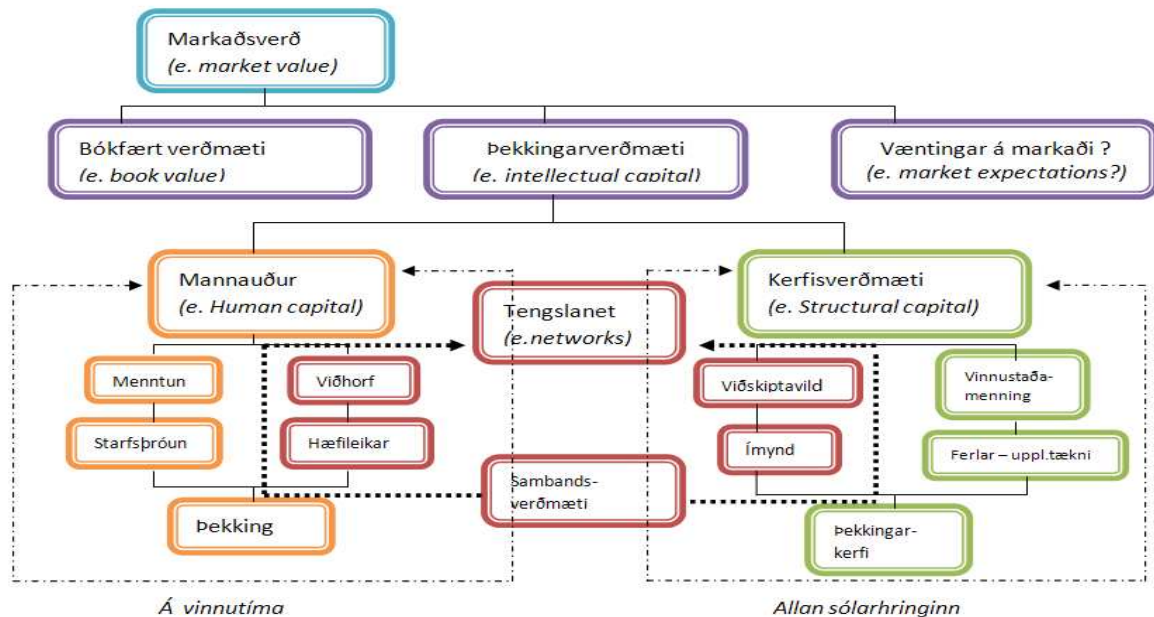 Markaðsverð
(e. market value)
Bókfært verðmæti
(e. book value)
Þekkingarverðmæti
(e. intellectual capital)
Væntingar á markaði ?
(e. market expectations?)
Mannauður
(e. Human capital)
Tengslanet
(e.networks)
Kerfisverðmæti
(e. Structural capital)
Menntun
Viðhorf
Viðskiptavild
Vinnustaða-
menning
Starfsþróun
Hæfileikar
Ímynd
Ferlar – uppl.tækni
Sambands-
verðmæti
Þekking
Þekkingar-
kerfi
Á vinnutíma
Allan sólarhringinn